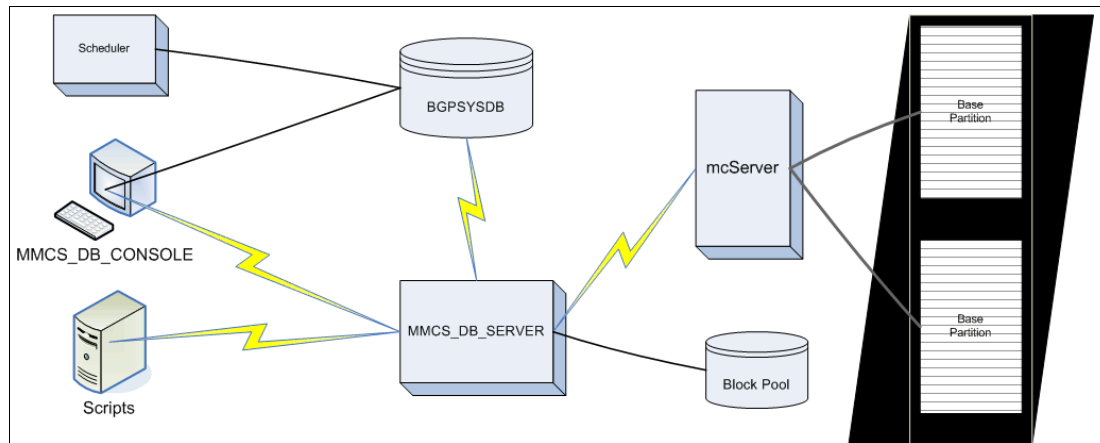 Scheduler
BGPSYSDB
Base
Partition
mcServer
MMCS_DB_CONSOLE
MMCS_DB_SERVER
Base
Partition
Block Pool
Scripts